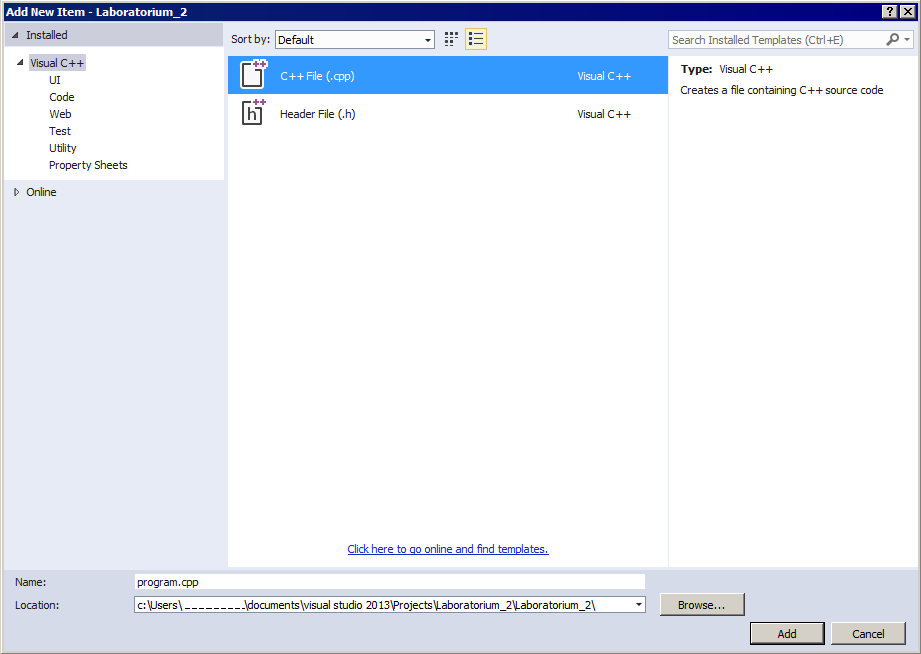 Add New Item - Laboratorium_2
Installed
Sort by: Default
Search Installed Templates (Ctrl+E)
Visual C++
UI
Code
Web
Test
Utility
Property Sheets
Online
C++ File (.cpp) Visual C++
Header File (.h) Visual C++
Type: Visual C++
Creates a file containing C++ source code
Click here to go online and find templates.
Name: program.cpp
Location: c:\Users\_ _ _ _ _ _ _ _ _\documents\visual studio 2013\Projects\Laboratorium_2\Laboratorium_2\
Browse...
Add
Cancel